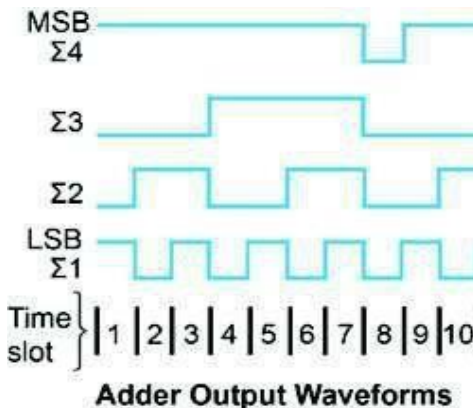 MSB
Σ4
Σ3
Σ2
LSB
Σ1
Time slot } | 1 | 2 | 3 | 4 | 5 | 6 | 7 | 8 | 9 | 10
Adder Output Waveforms